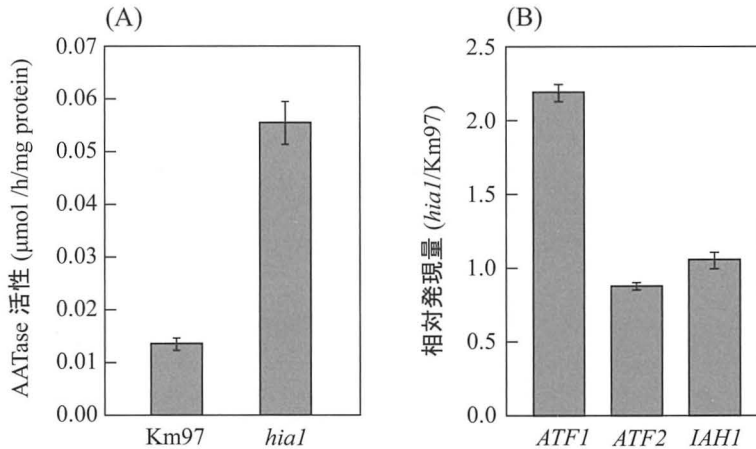 (A)
AATase 活性 (μmol /h/mg protein)
0.07
0.06
0.05
0.04
0.03
0.02
0.01
0.00
Km97
hia1
(B)
相対発現量 (hia1/Km97)
2.5
2.0
1.5
1.0
0.5
0.0
ATF1
ATF2
IAH1